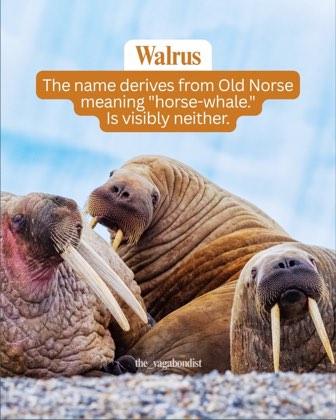 Walrus
The name derives from Old Norse
meaning "horse-whale."
Is visibly neither.
the_vagabondist